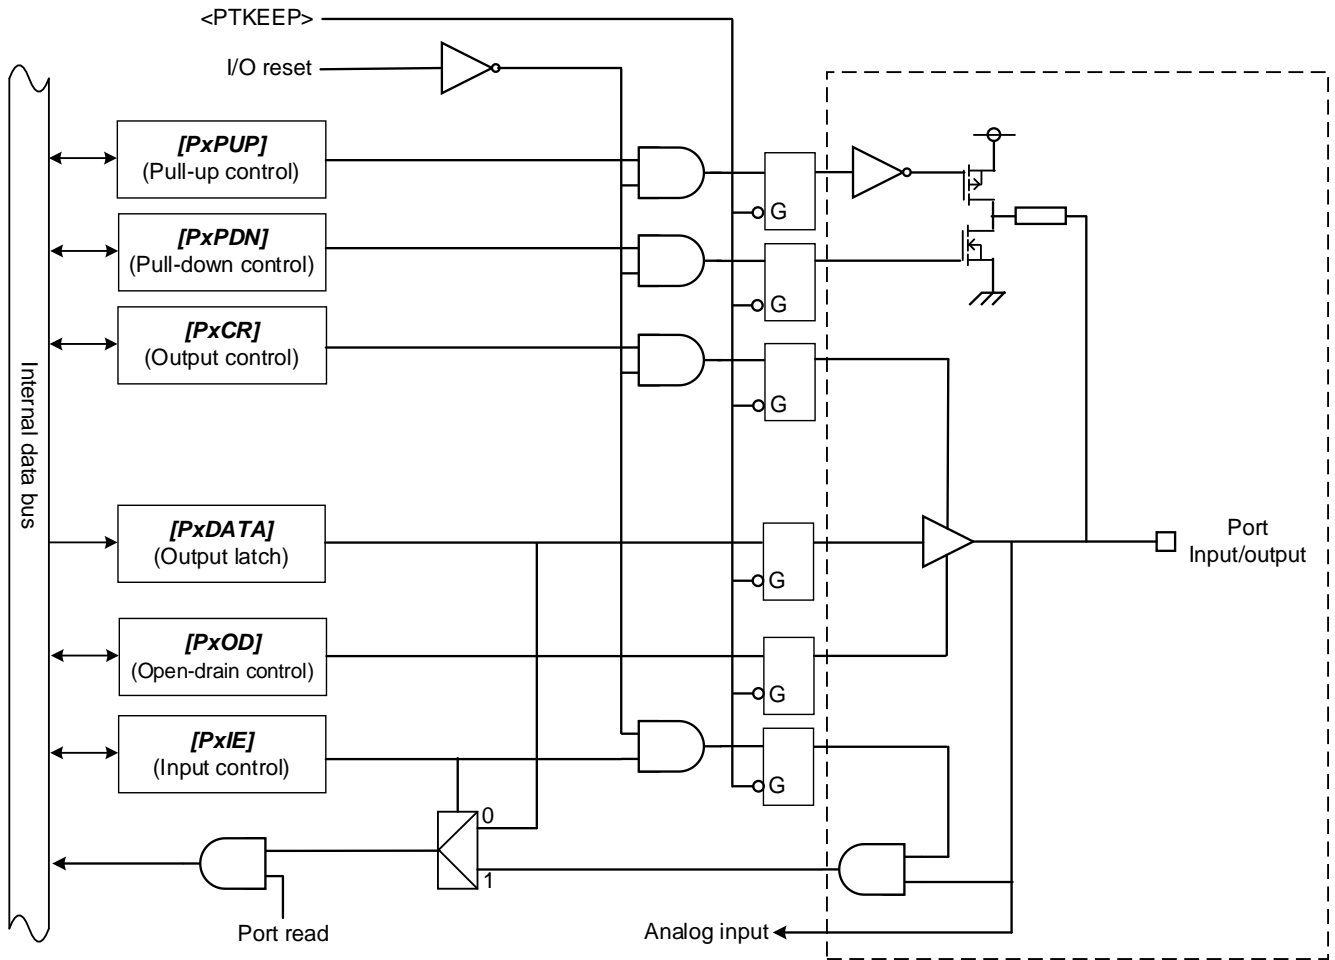 <PTKEEP>
I/O reset
[PxPUP]
(Pull-up control)
G
[PxPDN]
(Pull-down control)
G
[PxCR]
(Output control)
G
Internal data bus
[PxDATA]
(Output latch)
G
Port
Input/output
[PxOD]
(Open-drain control)
G
[PxIE]
(Input control)
G
0
1
Port read
Analog input